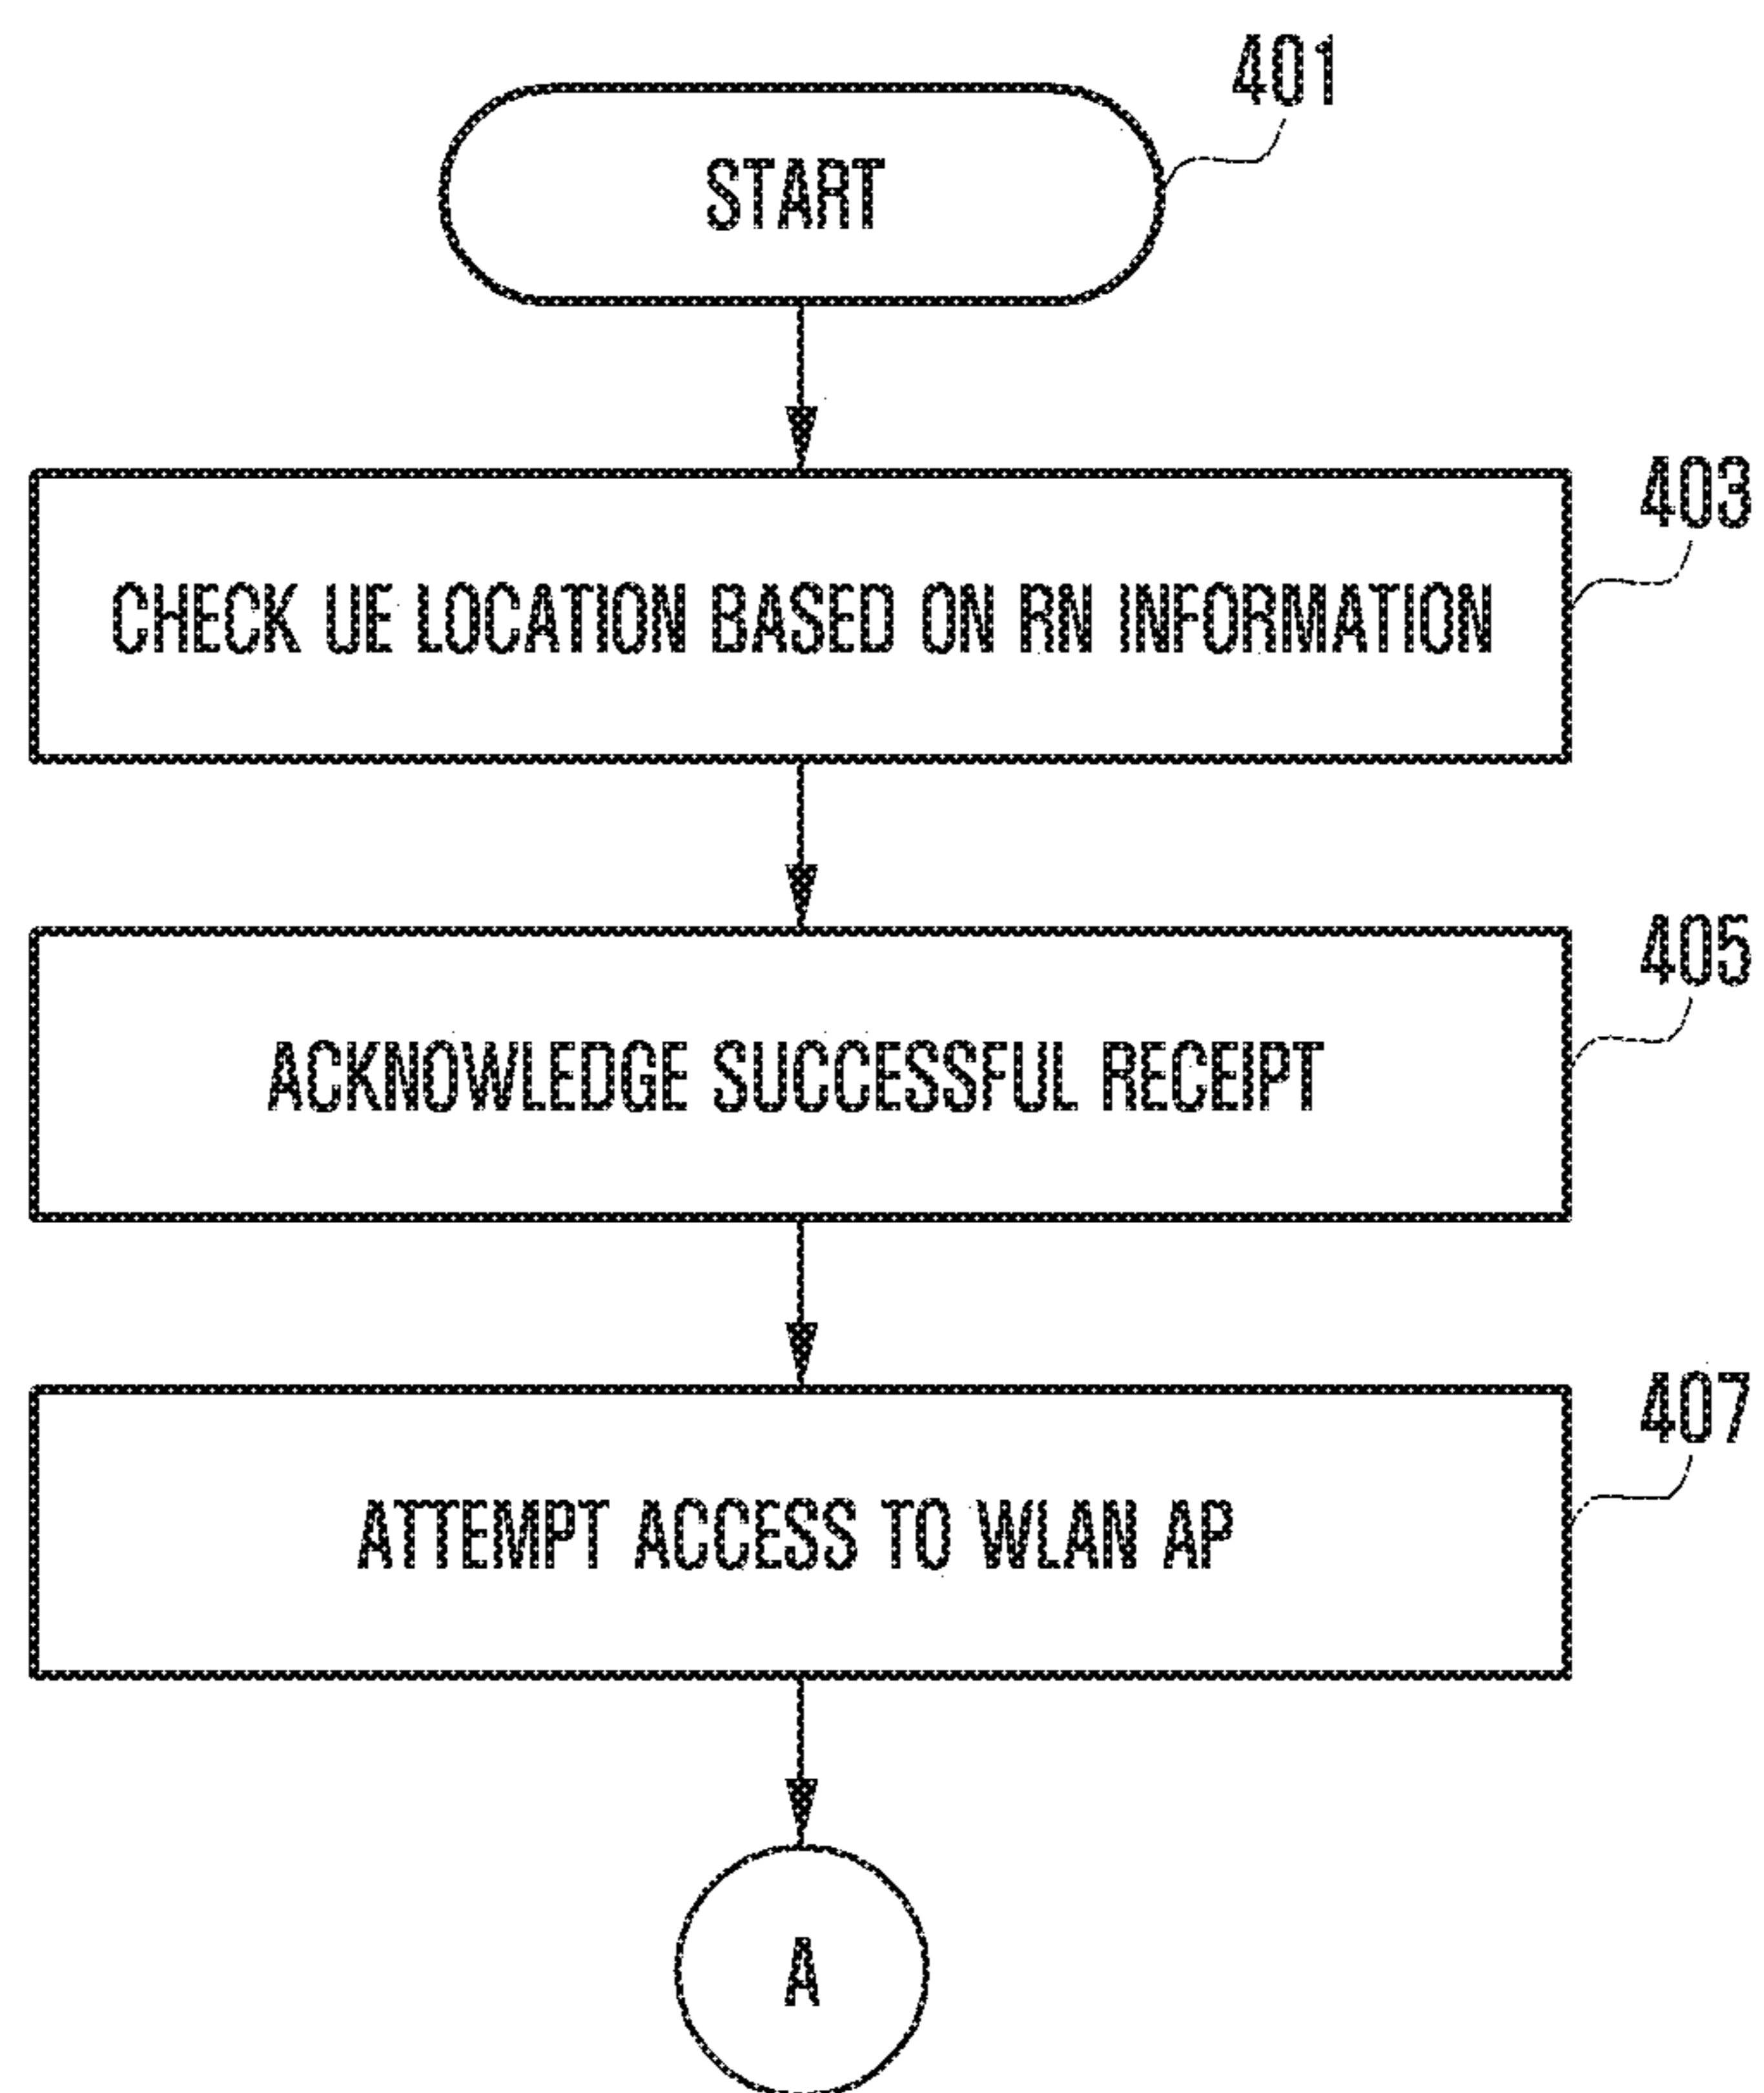 401
START
403
CHECK UE LOCATION BASED ON RN INFORMATION
405
ACKNOWLEDGE SUCCESSFUL RECEIPT
407
ATTEMPT ACCESS TO WLAN AP
A